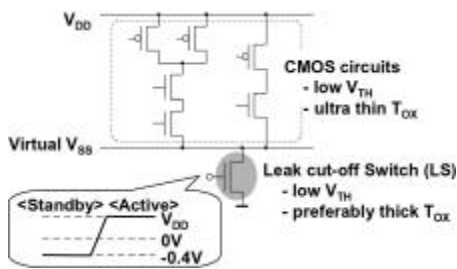 V_DD
CMOS circuits
- low V_TH
- ultra thin T_OX
Virtual V_SS
Leak cut-off Switch (LS)
- low V_TH
- preferably thick T_OX
<Standby> <Active>
V_DD
0V
-0.4V